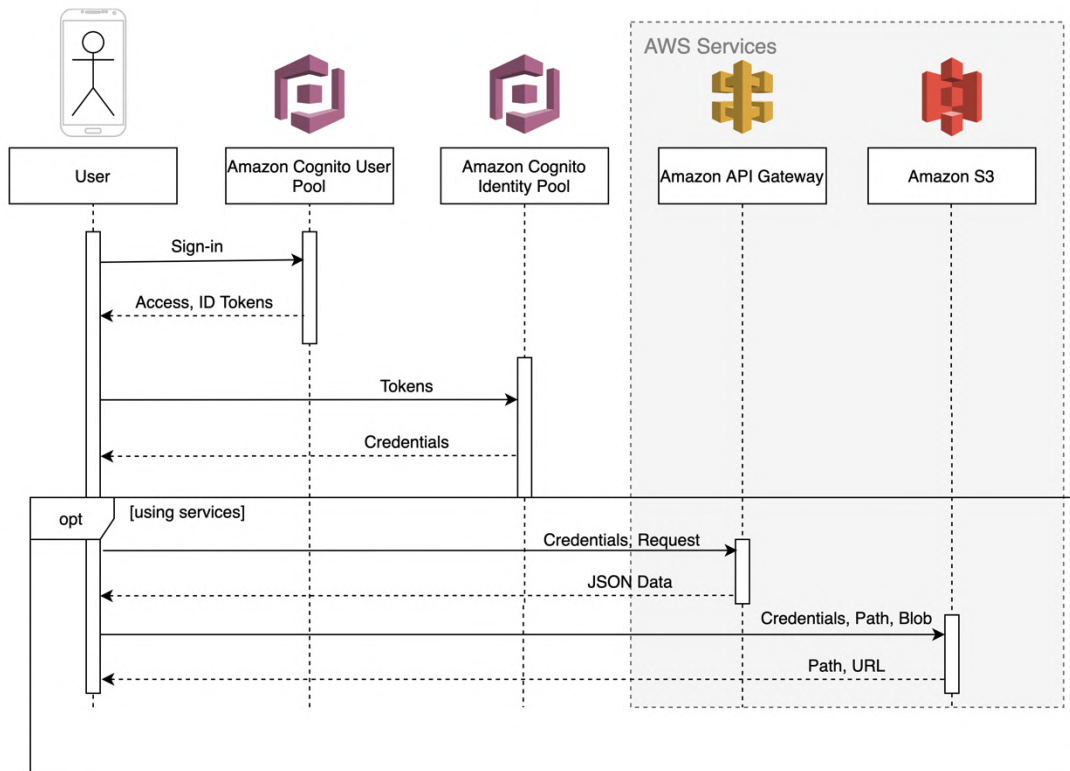 AWS Services
User
Amazon Cognito User
Pool
Amazon Cognito
Identity Pool
Amazon API Gateway
Amazon S3
Sign-in
Access, ID Tokens
Tokens
Credentials
opt
[using services]
Credentials, Request
JSON Data
Credentials, Path, Blob
Path, URL